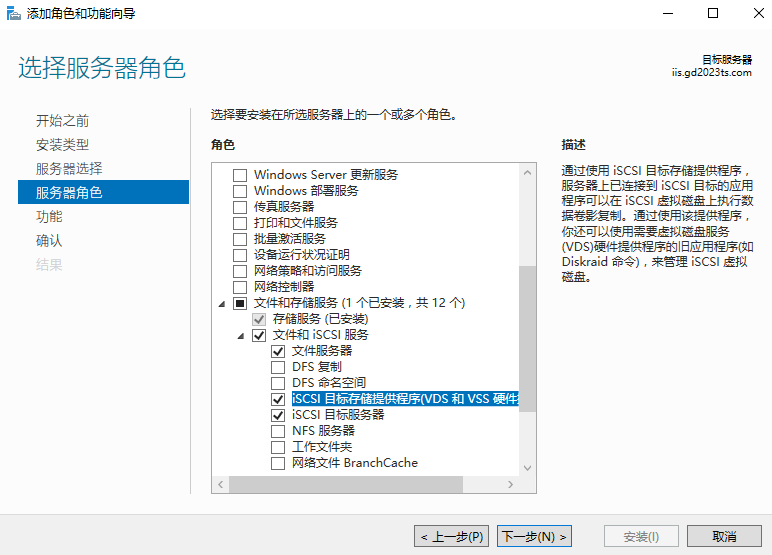 添加角色和功能向导
选择服务器角色
目标服务器
iis.gd2023ts.com
开始之前
安装类型
服务器选择
服务器角色
功能
确认
结果
选择要安装在所选服务器上的一个或多个角色。
角色
Windows Server 更新服务
Windows 部署服务
传真服务器
打印和文件服务
批量激活服务
设备运行状况证明
网络策略和访问服务
网络控制器
文件和存储服务 (1 个已安装，共 12 个)
存储服务 (已安装)
文件和 iSCSI 服务
文件服务器
DFS 复制
DFS 命名空间
iSCSI 目标存储提供程序(VDS 和 VSS 硬件
iSCSI 目标服务器
NFS 服务器
工作文件夹
网络文件 BranchCache
描述
通过使用 iSCSI 目标存储提供程序，
服务器上已连接到 iSCSI 目标的应用
程序可以在 iSCSI 虚拟磁盘上执行数
据卷影复制。通过使用该提供程序，
你还可以使用需要虚拟磁盘服务
(VDS)硬件提供程序的旧应用程序(如
Diskraid 命令)，来管理 iSCSI 虚拟
磁盘。
< 上一步(P)
下一步(N) >
安装(I)
取消